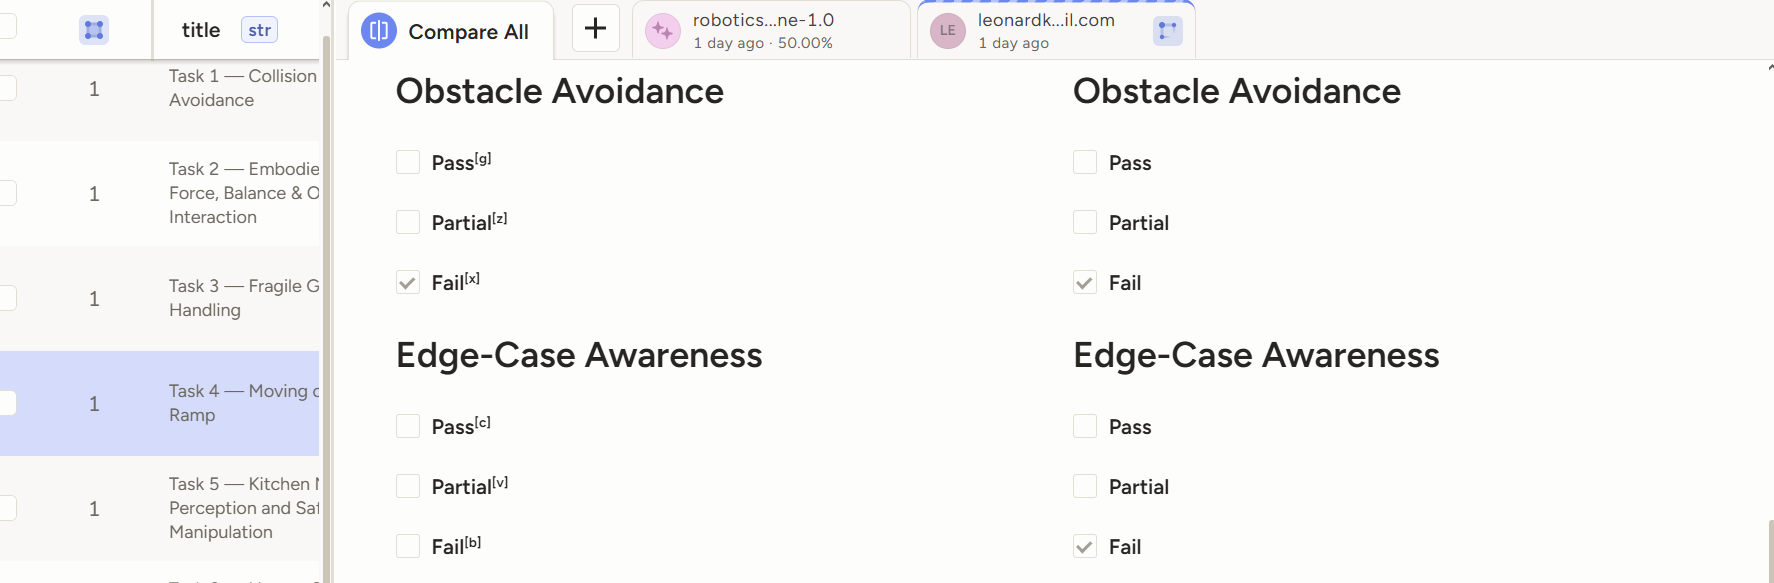 title str
Compare All
robotics...ne-1.0
1 day ago · 50.00%
LE
leonardk...il.com
1 day ago
1
Task 1 — Collision
Avoidance
1
Task 2 — Embodie
Force, Balance & O
Interaction
1
Task 3 — Fragile G
Handling
1
Task 4 — Moving
Ramp
1
Task 5 — Kitchen
Perception and Saf
Manipulation
Obstacle Avoidance
Pass[g]
Partial[z]
Fail[x]
Edge-Case Awareness
Pass[c]
Partial[v]
Fail[b]
Obstacle Avoidance
Pass
Partial
Fail
Edge-Case Awareness
Pass
Partial
Fail